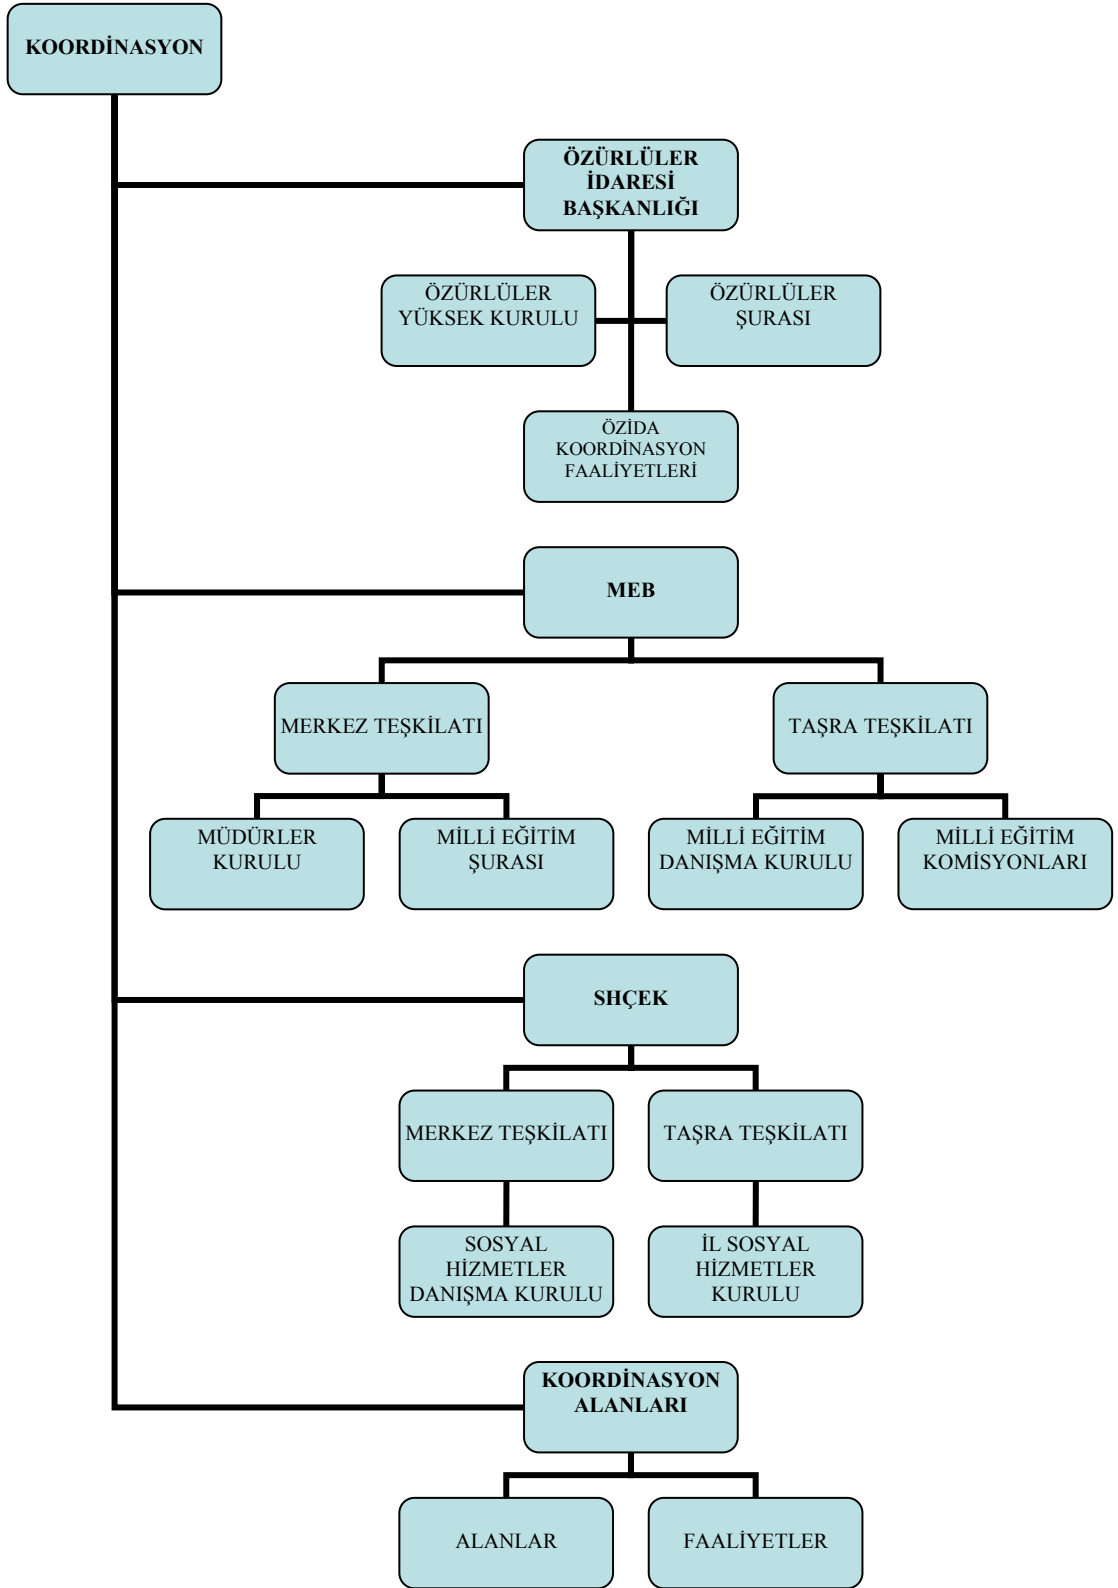 KOORDİNASYON
ÖZÜRLÜLER
İDARESİ
BAŞKANLIĞI
ÖZÜRLÜLER
YÜKSEK KURULU
ÖZÜRLÜLER
ŞURASI
ÖZİDA
KOORDİNASYON
FAALİYETLERİ
MEB
MERKEZ TEŞKİLATI
TAŞRA TEŞKİLATI
MÜDÜRLER
KURULU
MİLLİ EĞİTİM
ŞURASI
MİLLİ EĞİTİM
DANIŞMA KURULU
MİLLİ EĞİTİM
KOMİSYONLARI
SHÇEK
MERKEZ TEŞKİLATI
TAŞRA TEŞKİLATI
SOSYAL
HİZMETLER
DANIŞMA KURULU
İL SOSYAL
HİZMETLER
KURULU
KOORDİNASYON
ALANLARI
ALANLAR
FAALİYETLER